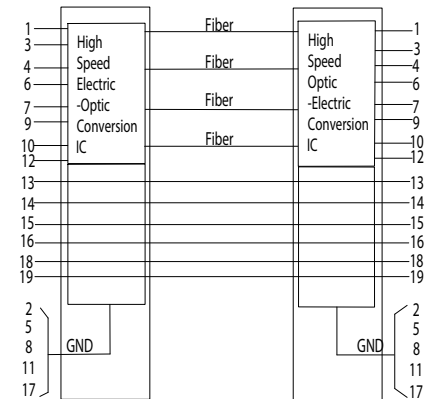 1
3
4
6
7
9
10
12
13
14
15
16
18
19
2
5
8
11
17
High
Speed
Electric
-Optic
Conversion
IC
GND
Fiber
Fiber
Fiber
Fiber
High
Speed
Optic
-Electric
Conversion
IC
GND
1
3
4
6
7
9
10
12
13
14
15
16
18
19
2
5
8
11
17